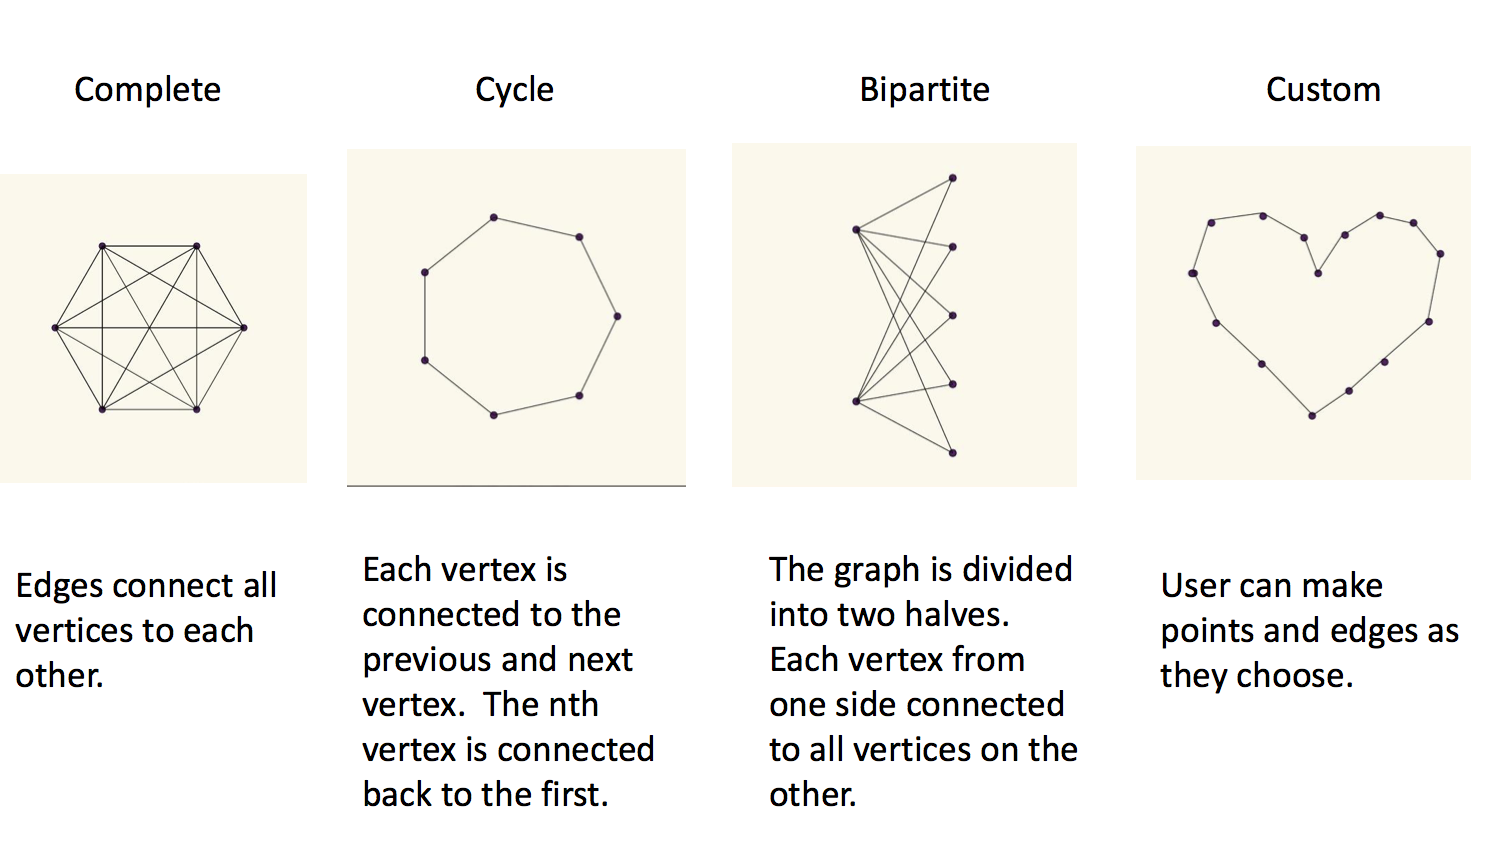 Complete
Cycle
Bipartite
Custom
Edges connect all
vertices to each
other.
Each vertex is
connected to the
previous and next
vertex.  The nth
vertex is connected
back to the first.
The graph is divided
into two halves.
Each vertex from
one side connected
to all vertices on the
other.
User can make
points and edges as
they choose.